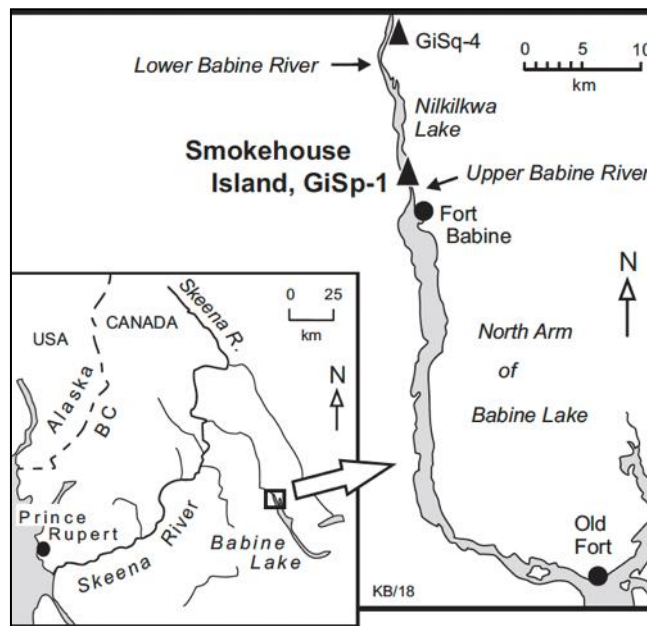 GiSq-4
0 5 10
km
Lower Babine River
Nilkilkwa
Lake
Smokehouse
Island, GiSp-1
Upper Babine River
Fort
Babine
N
North Arm
of
Babine Lake
Old
Fort
KB/18
Skeena R.
0 25
km
USA
CANADA
N
Alaska
BC
Prince
Rupert
Skeena River
Babine
Lake